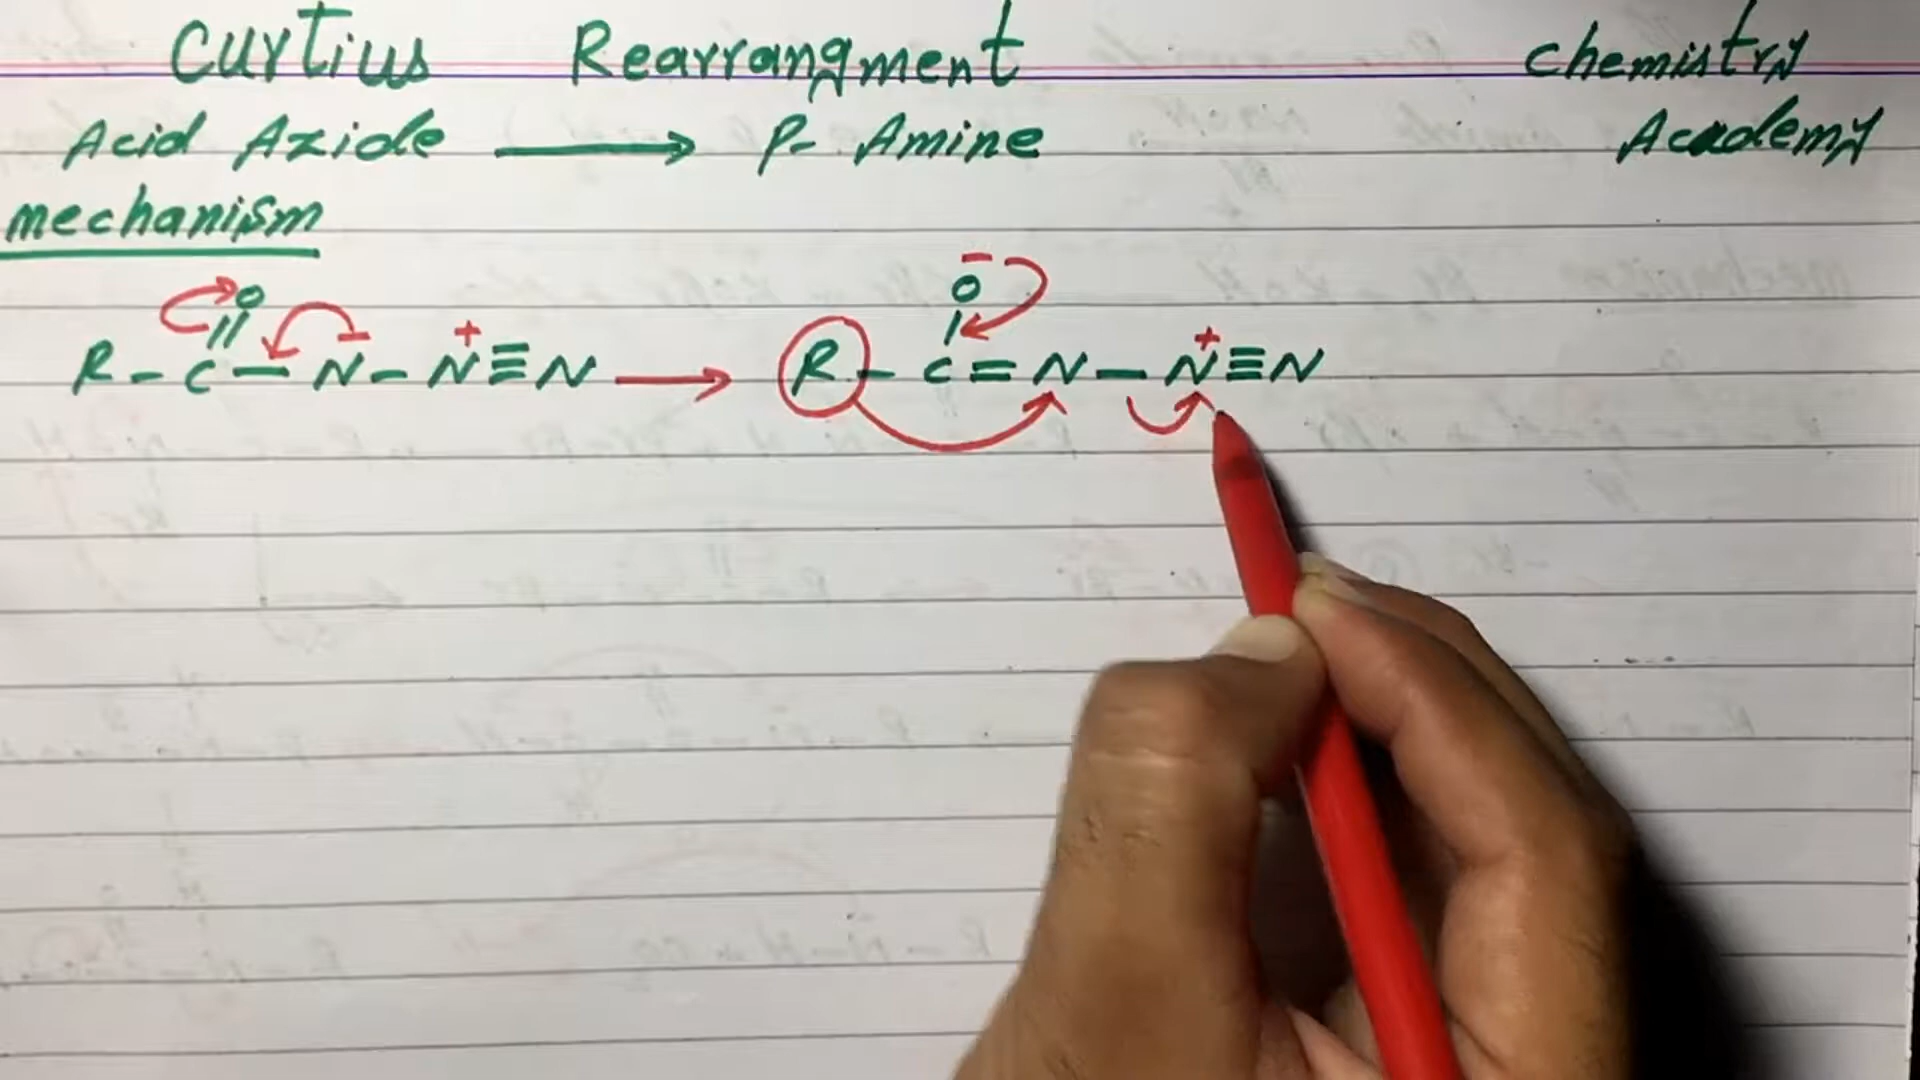 Curtius Rearrangment Chemistry
Acid Azide ⟶ P- Amine Academy
mechanism
O O⁻
R - C - N⁻ - N⁺ ≡ N ⟶ R - C = N - N⁺ ≡ N